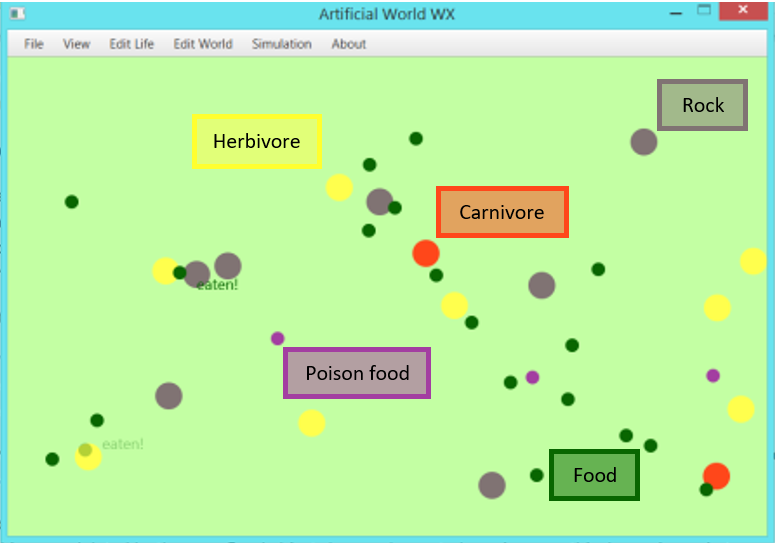 Artificial World WX
File View Edit Life Edit World Simulation About
Rock
Herbivore
Carnivore
eaten!
Poison food
eaten!
Food